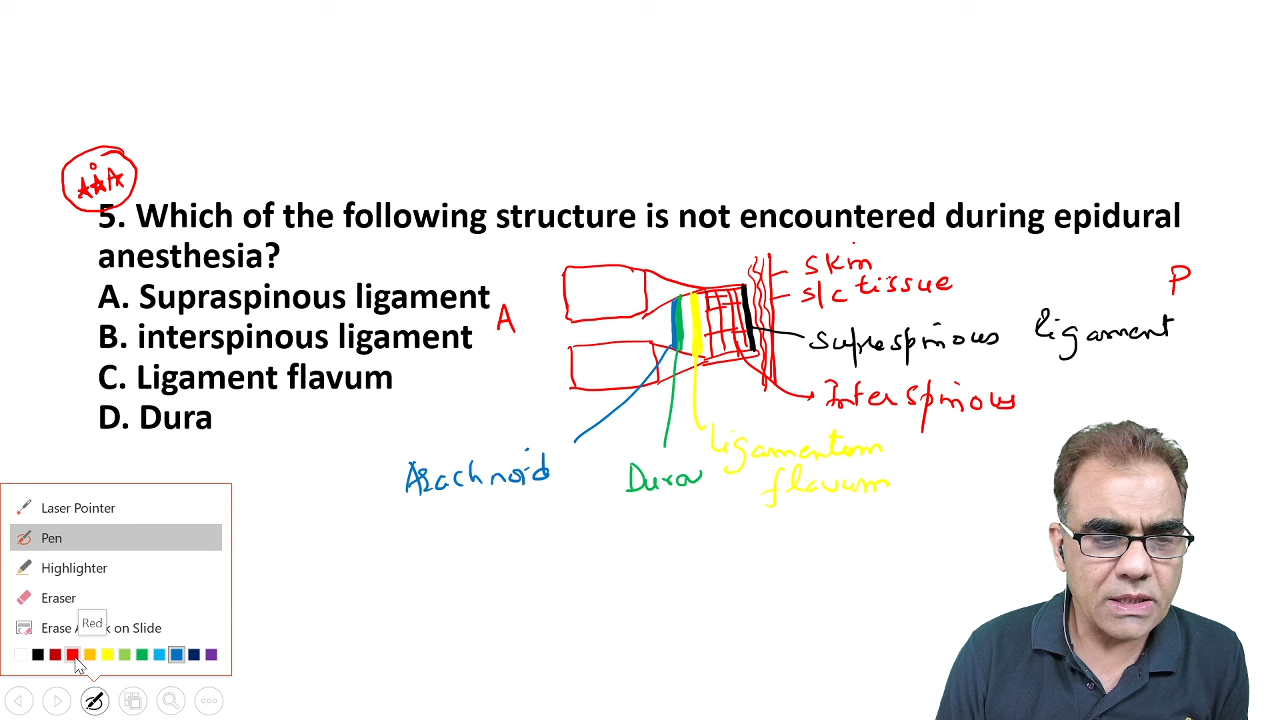 5. Which of the following structure is not encountered during epidural
anesthesia?
A. Supraspinous ligament
B. interspinous ligament
C. Ligament flavum
D. Dura
A
P
skin
s/c tissue
supraspinous ligament
Interspinous
Ligamentum
flavum
Dura
Arachnoid
Laser Pointer
Pen
Highlighter
Eraser
Red
Erase A k on Slide